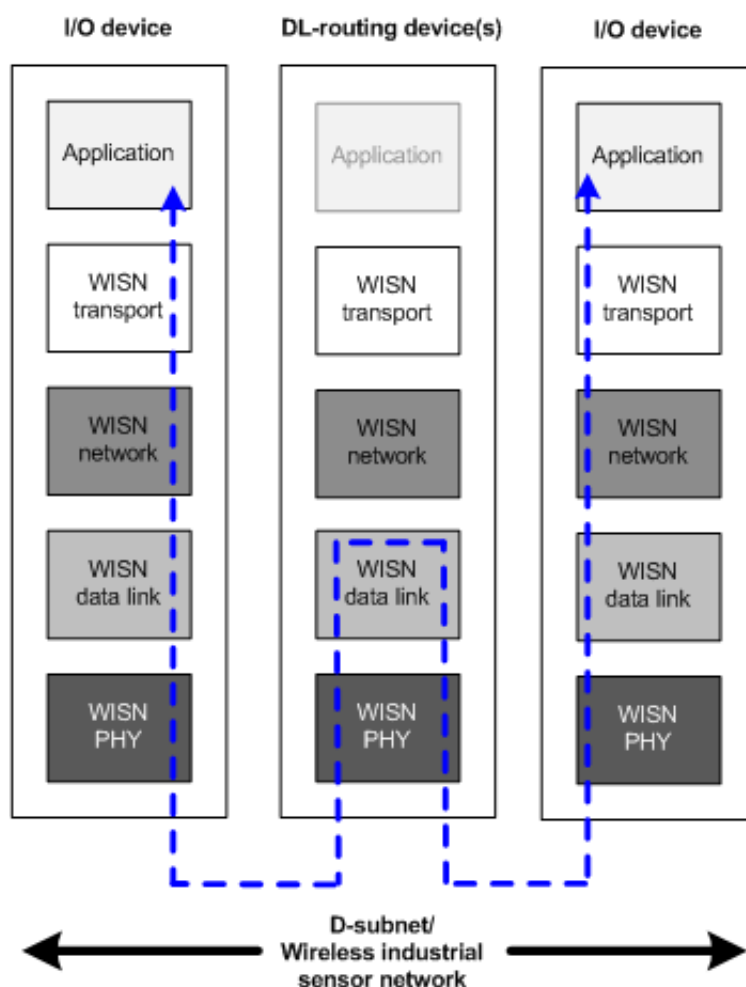 I/O device
DL-routing device(s)
I/O device
Application
Application
Application
WISN
transport
WISN
transport
WISN
transport
WISN
network
WISN
network
WISN
network
WISN
data link
WISN
data link
WISN
data link
WISN
PHY
WISN
PHY
WISN
PHY
D-subnet/
Wireless industrial
sensor network